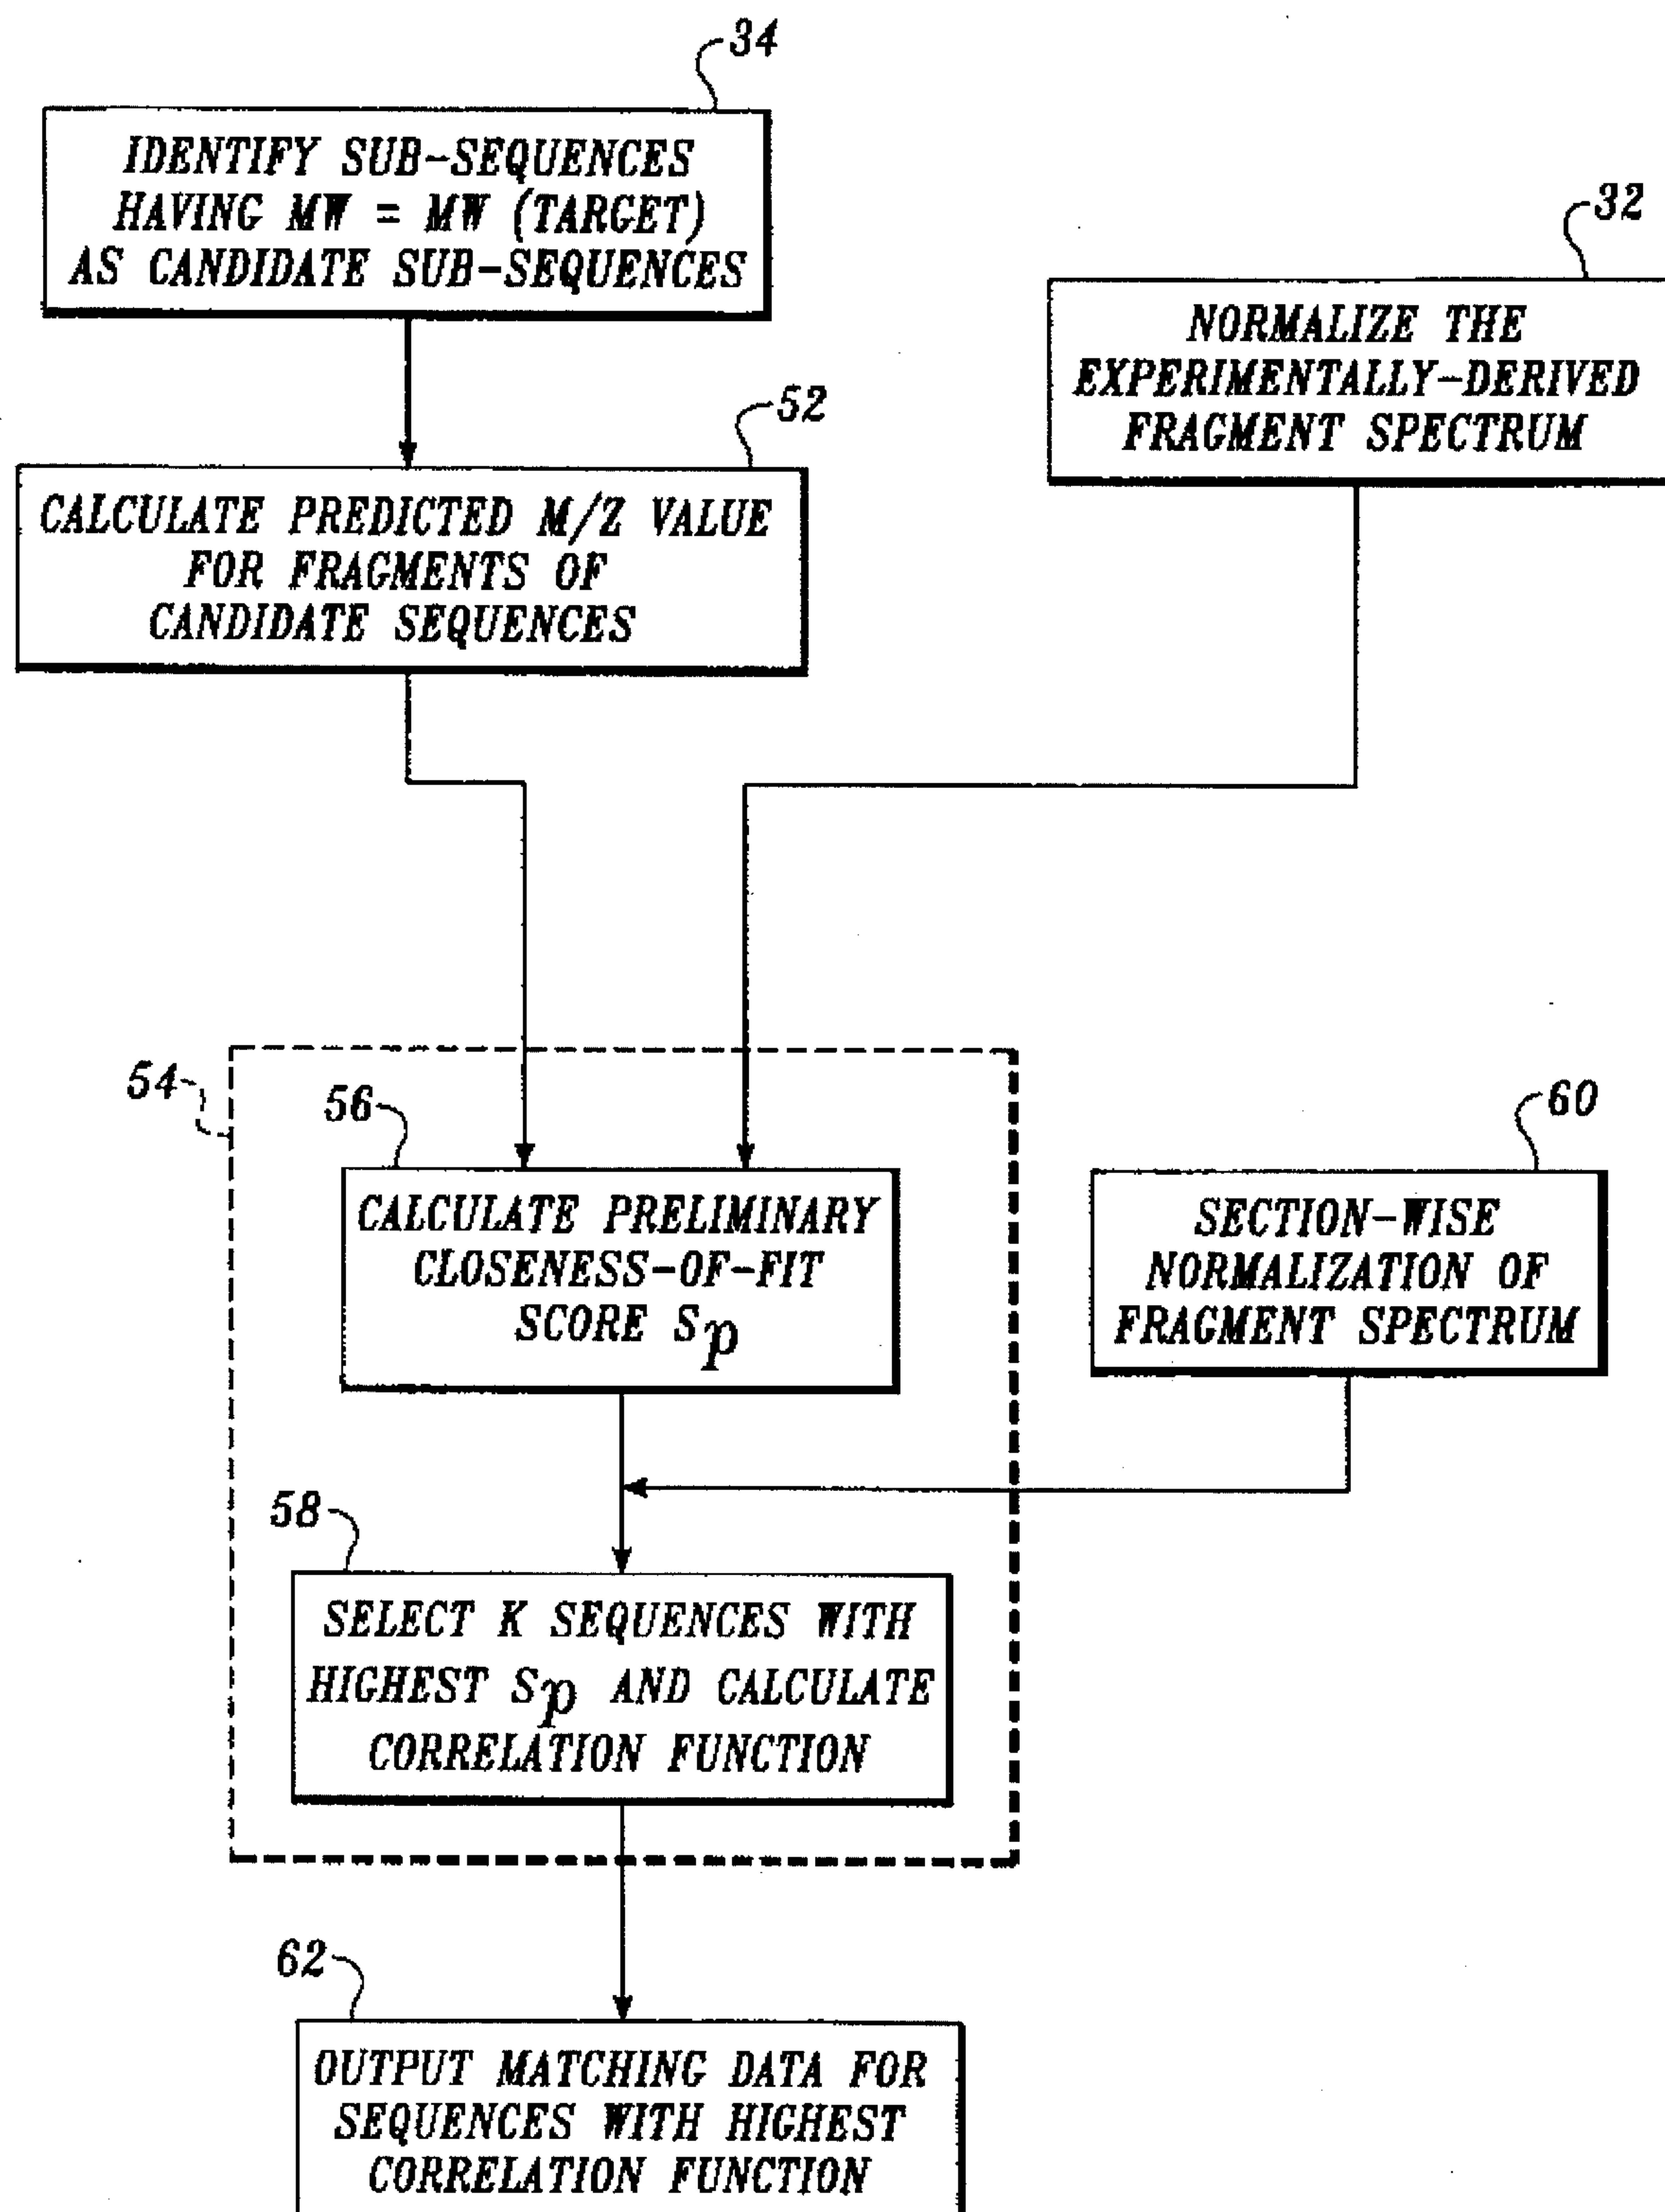 34
IDENTIFY SUB-SEQUENCES
HAVING MW = MW (TARGET)
AS CANDIDATE SUB-SEQUENCES
32
NORMALIZE THE
EXPERIMENTALLY-DERIVED
FRAGMENT SPECTRUM
52
CALCULATE PREDICTED M/Z VALUE
FOR FRAGMENTS OF
CANDIDATE SEQUENCES
54
56
CALCULATE PRELIMINARY
CLOSENESS-OF-FIT
SCORE Sp
60
SECTION-WISE
NORMALIZATION OF
FRAGMENT SPECTRUM
58
SELECT K SEQUENCES WITH
HIGHEST Sp AND CALCULATE
CORRELATION FUNCTION
62
OUTPUT MATCHING DATA FOR
SEQUENCES WITH HIGHEST
CORRELATION FUNCTION